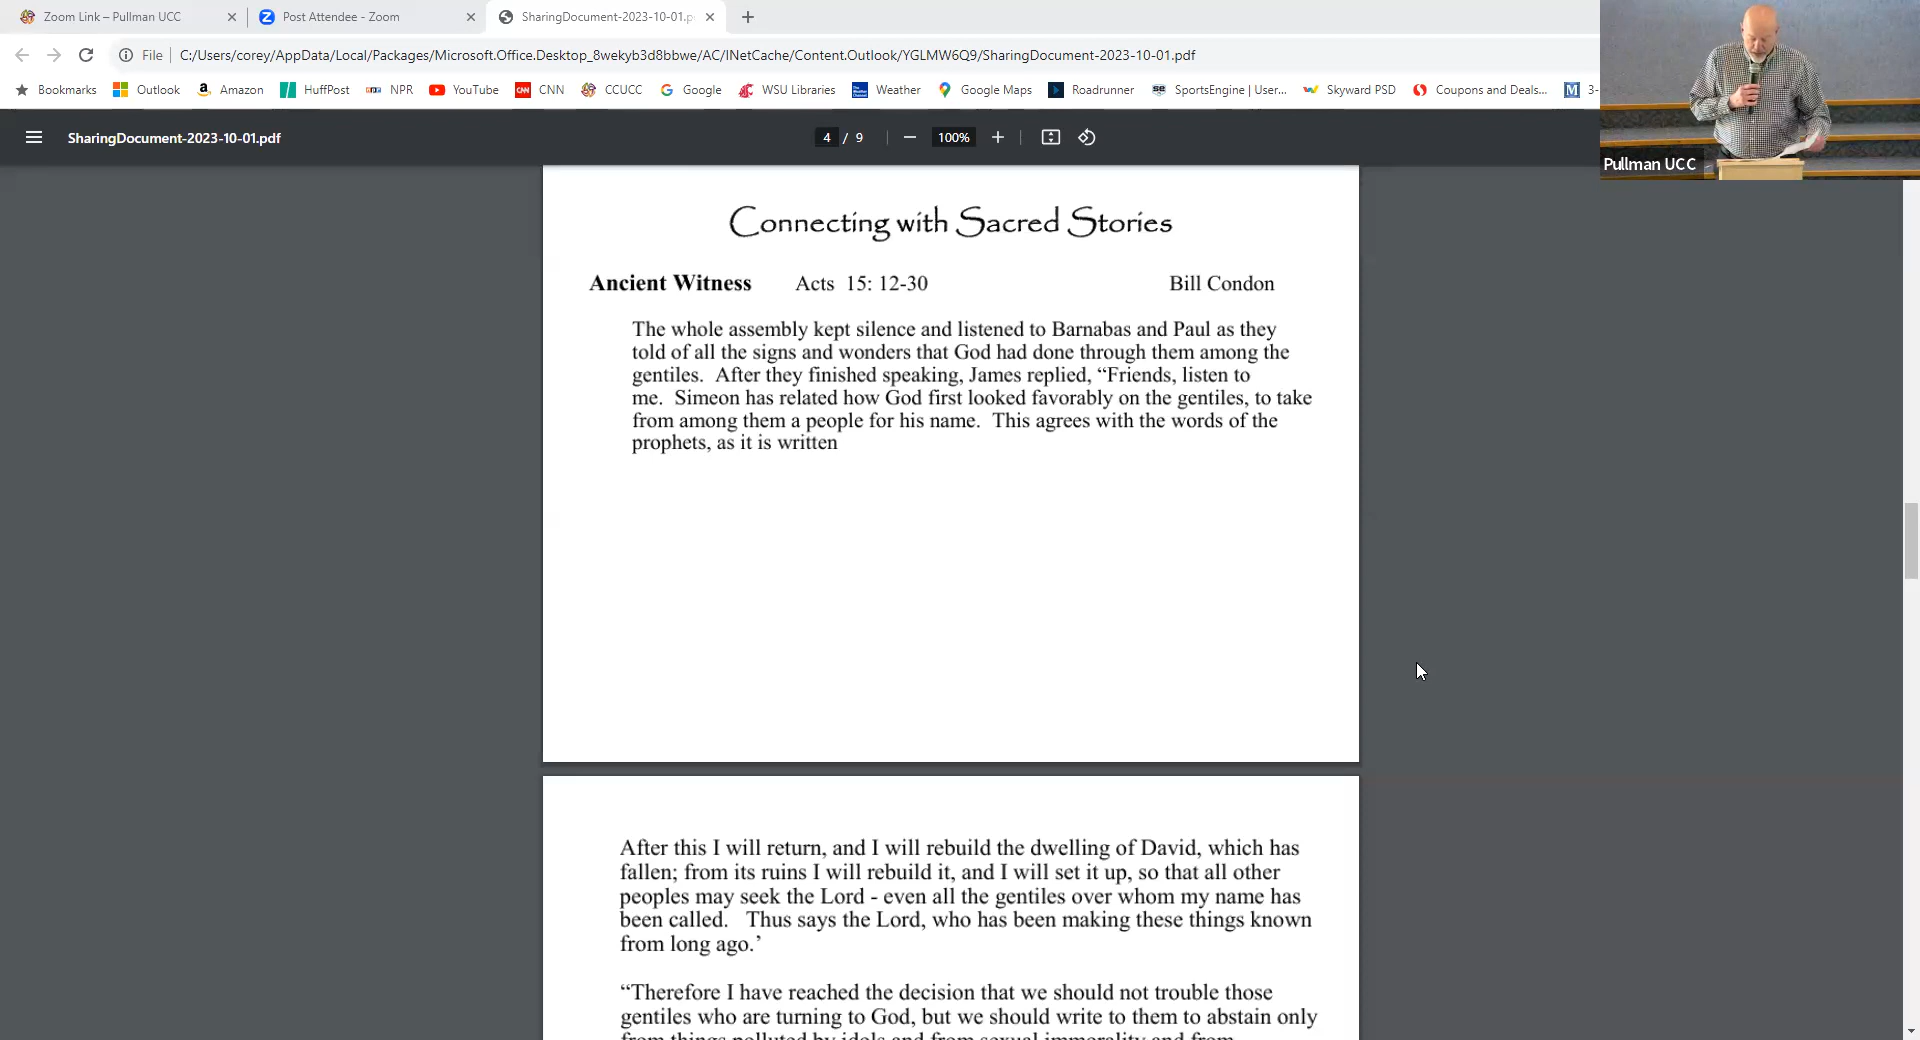 Zoom Link – Pullman UCC
Post Attendee - Zoom
SharingDocument-2023-10-01.p
File
C:/Users/corey/AppData/Local/Packages/Microsoft.Office.Desktop_8wekyb3d8bbwe/AC/INetCache/Content.Outlook/YGLMW6Q9/SharingDocument-2023-10-01.pdf
Bookmarks
Outlook
Amazon
HuffPost
NPR
YouTube
CNN
CCUCC
Google
WSU Libraries
Weather
Google Maps
Roadrunner
SportsEngine | User...
Skyward PSD
Coupons and Deals...
3-
Pullman UCC
SharingDocument-2023-10-01.pdf
4 / 9
100%
Connecting with Sacred Stories
Ancient Witness Acts 15: 12-30 Bill Condon
The whole assembly kept silence and listened to Barnabas and Paul as they
told of all the signs and wonders that God had done through them among the
gentiles. After they finished speaking, James replied, “Friends, listen to
me. Simeon has related how God first looked favorably on the gentiles, to take
from among them a people for his name. This agrees with the words of the
prophets, as it is written
After this I will return, and I will rebuild the dwelling of David, which has
fallen; from its ruins I will rebuild it, and I will set it up, so that all other
peoples may seek the Lord - even all the gentiles over whom my name has
been called. Thus says the Lord, who has been making these things known
from long ago.’
“Therefore I have reached the decision that we should not trouble those
gentiles who are turning to God, but we should write to them to abstain only
from things polluted by idols and from sexual immorality and from